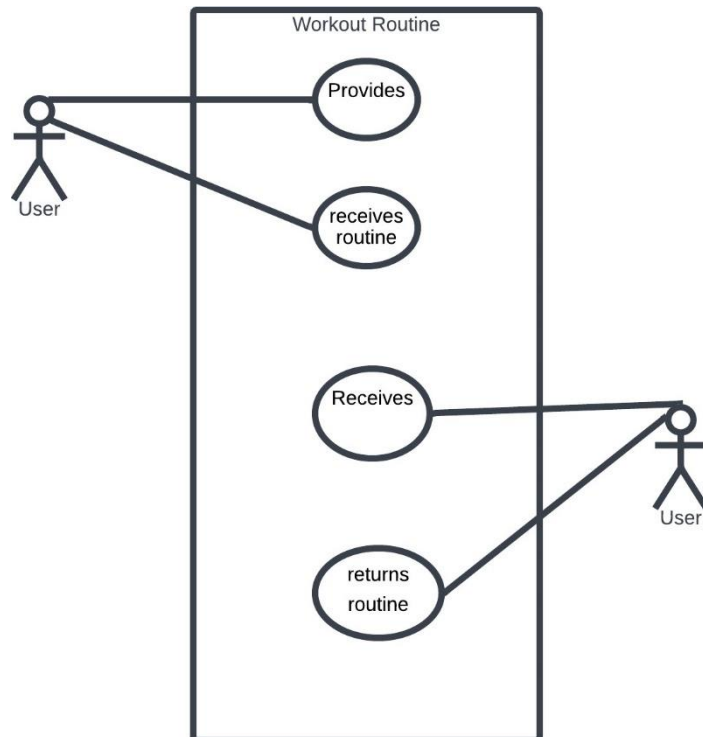 Workout Routine
Provides
User
receives
routine
Receives
User
returns
routine